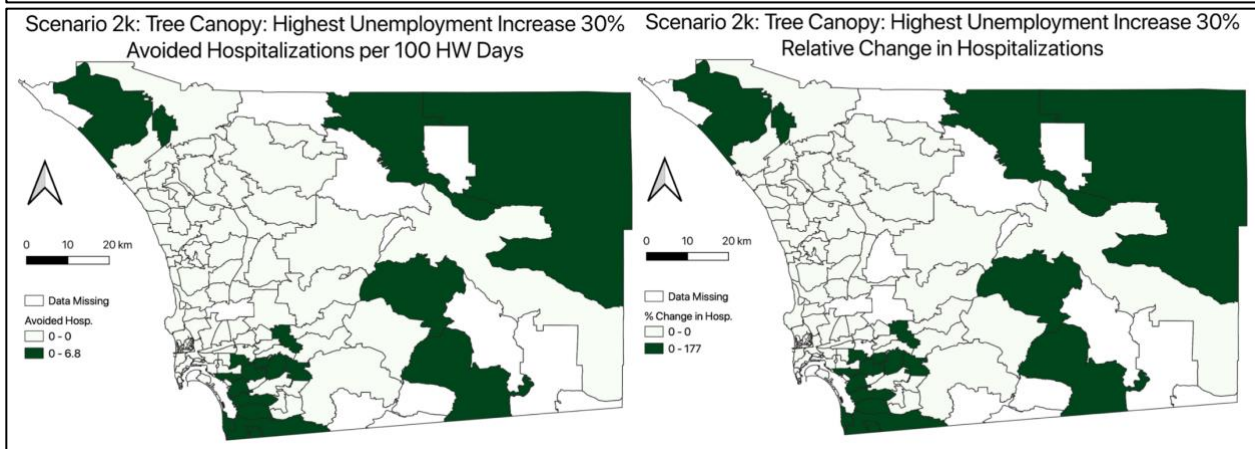 Scenario 2k: Tree Canopy: Highest Unemployment Increase 30%
Avoided Hospitalizations per 100 HW Days
0 10 20 km
Data Missing
Avoided Hosp.
0 - 0
0 - 6.8
Scenario 2k: Tree Canopy: Highest Unemployment Increase 30%
Relative Change in Hospitalizations
0 10 20 km
Data Missing
% Change in Hosp.
0 - 0
0 - 177